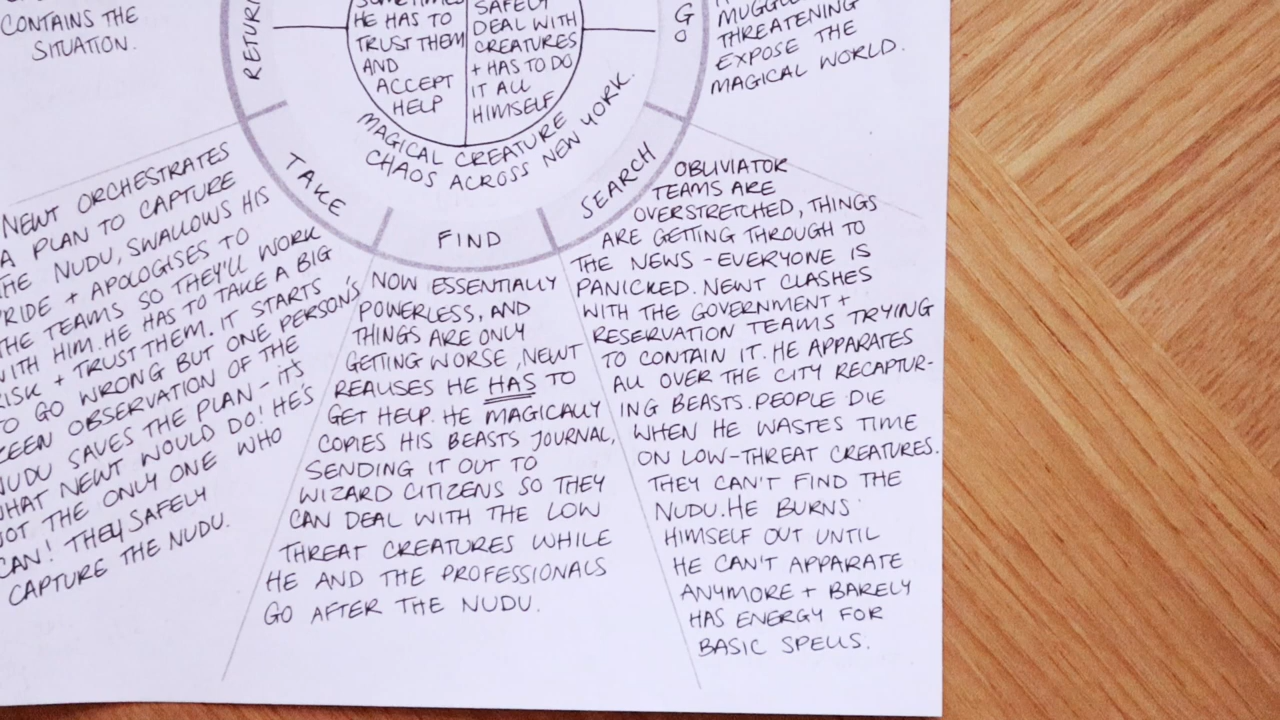 CONTAINS THE
SITUATION.
RETURN
HE HAS TO
TRUST THEM
AND
ACCEPT
HELP
SAFELY
DEAL WITH
CREATURES
+ HAS TO DO
IT ALL
HIMSELF
MAGICAL CREATURE
CHAOS ACROSS NEW YORK.
GO
THREATENING
EXPOSE THE
MAGICAL WORLD.
SEARCH
OBLIVIATOR
TEAMS ARE
OVERSTRETCHED, THINGS
ARE GETTING THROUGH TO
THE NEWS - EVERYONE IS
PANICKED. NEWT CLASHES
WITH THE GOVERNMENT +
RESERVATION TEAMS TRYING
TO CONTAIN IT. HE APPARATES
ALL OVER THE CITY RECAPTUR-
ING BEASTS. PEOPLE DIE
WHEN HE WASTES TIME
ON LOW-THREAT CREATURES.
THEY CAN'T FIND THE
NUDU. HE BURNS
HIMSELF OUT UNTIL
HE CAN'T APPARATE
ANYMORE + BARELY
HAS ENERGY FOR
BASIC SPELLS.
FIND
NOW ESSENTIALLY
POWERLESS, AND
THINGS ARE ONLY
GETTING WORSE, NEWT
REALISES HE HAS TO
GET HELP. HE MAGICALLY
COPIES HIS BEASTS JOURNAL,
SENDING IT OUT TO
WIZARD CITIZENS SO THEY
CAN DEAL WITH THE LOW
THREAT CREATURES WHILE
HE AND THE PROFESSIONALS
GO AFTER THE NUDU.
TAKE
NEWT ORCHESTRATES
A PLAN TO CAPTURE
THE NUDU, SWALLOWS HIS
PRIDE + APOLOGISES TO
THE TEAMS SO THEY'LL WORK
WITH HIM. HE HAS TO TAKE A BIG
RISK + TRUST THEM. IT STARTS
TO GO WRONG BUT ONE PERSON'S
KEEN OBSERVATION OF THE
NUDU SAVES THE PLAN - IT'S
WHAT NEWT WOULD DO! HE'S
NOT THE ONLY ONE WHO
CAN! THEY SAFELY
CAPTURE THE NUDU.